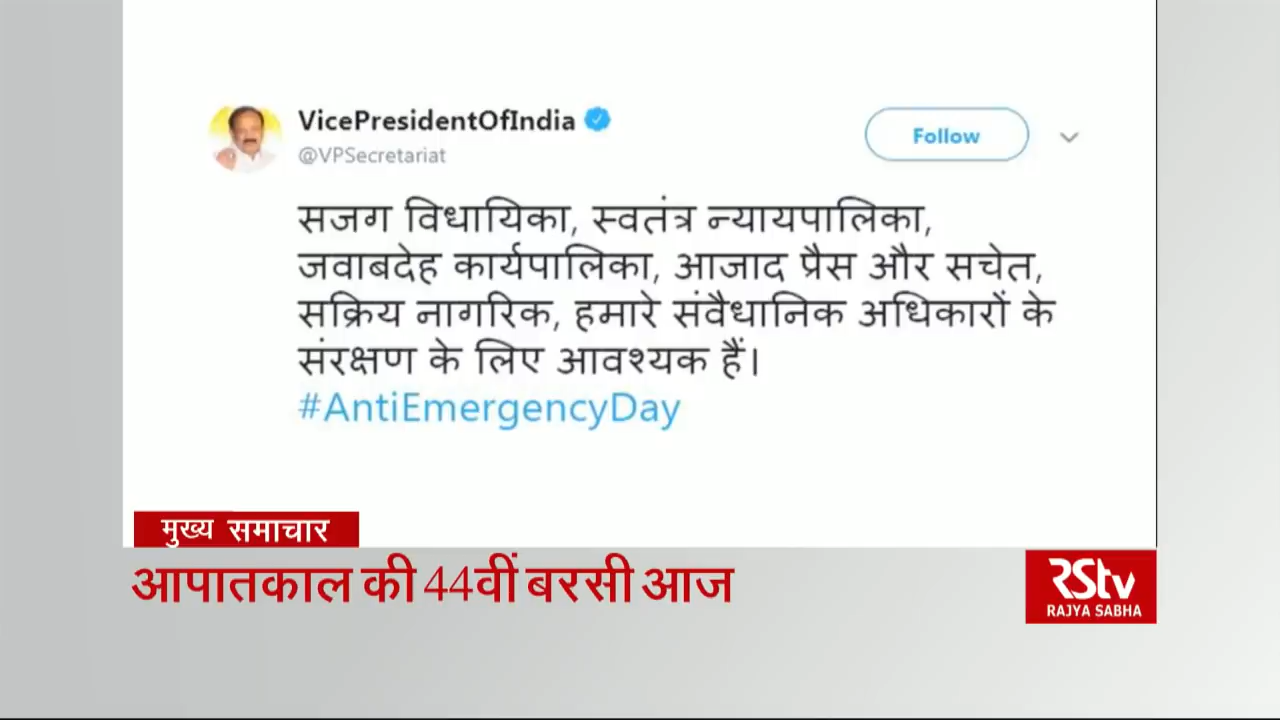 VicePresidentOfIndia
@VPSecretariat
Follow
सजग विधायिका, स्वतंत्र न्यायपालिका,
जवाबदेह कार्यपालिका, आजाद प्रैस और सचेत,
सक्रिय नागरिक, हमारे संवैधानिक अधिकारों के
संरक्षण के लिए आवश्यक हैं।
#AntiEmergencyDay
मुख्य समाचार
आपातकाल की 44वीं बरसी आज
RStv
RAJYA SABHA